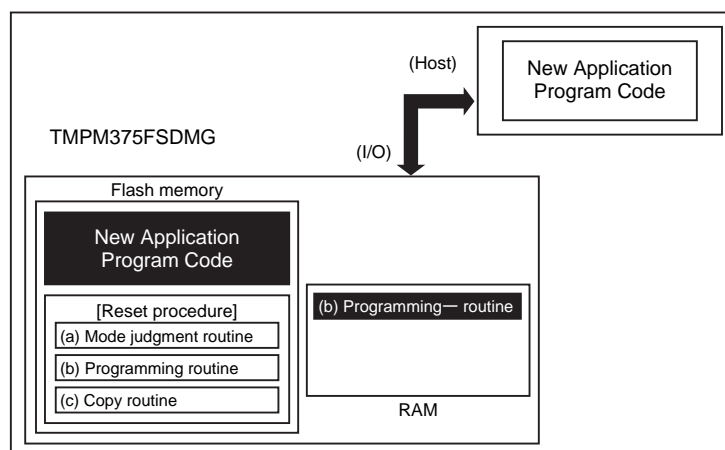 (Host)
New Application
Program Code
TMPM375FSDMG
(I/O)
Flash memory
New Application
Program Code
[Reset procedure]
(a) Mode judgment routine
(b) Programming routine
(c) Copy routine
(b) Programming— routine
RAM